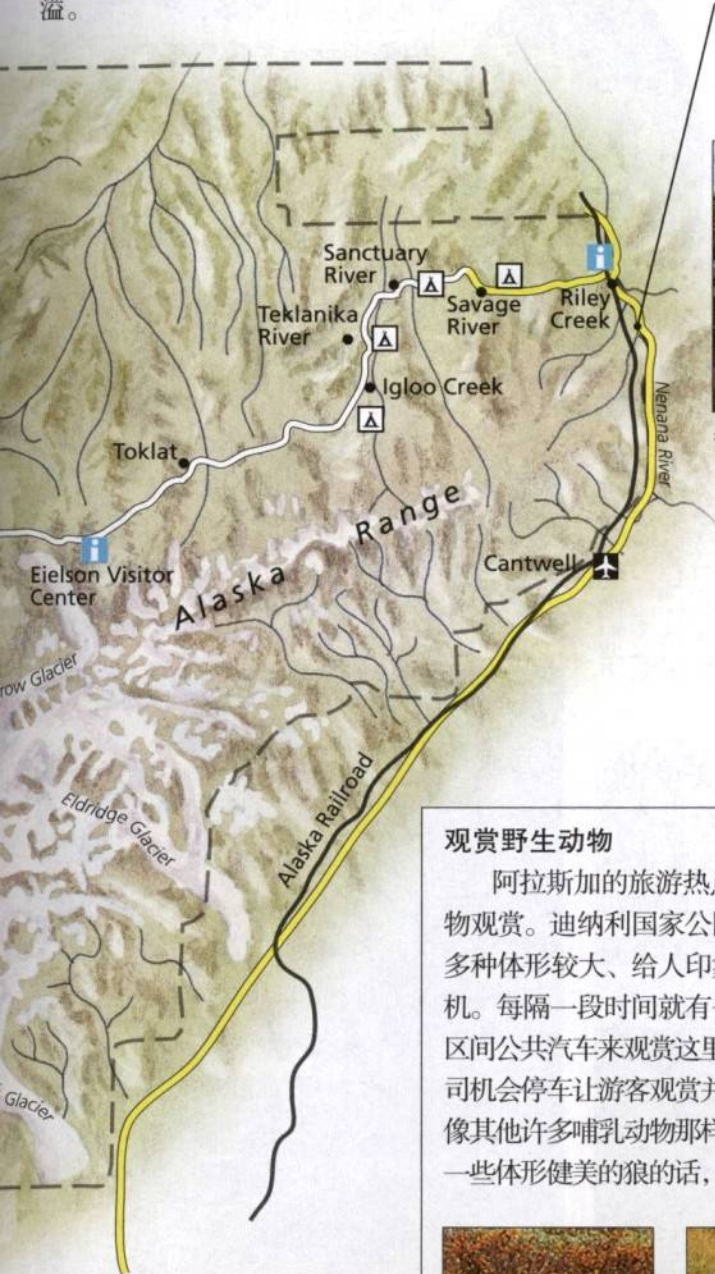 溢。
Sanctuary
River
Savage
River
Riley
Creek
Teklanika
River
Igloo Creek
Nenana River
Toklat
Alaska Range
Cantwell
Eielson Visitor
Center
row Glacier
Eldridge Glacier
Alaska Railroad
Glacier
观赏野生动物
阿拉斯加的旅游热
物观赏。迪纳利国家公
多种体形较大、给人印
机。每隔一段时间就有
区间公共汽车来观赏这里
司机会停车让游客观赏并
像其他许多哺乳动物那样
一些体形健美的狼的话，